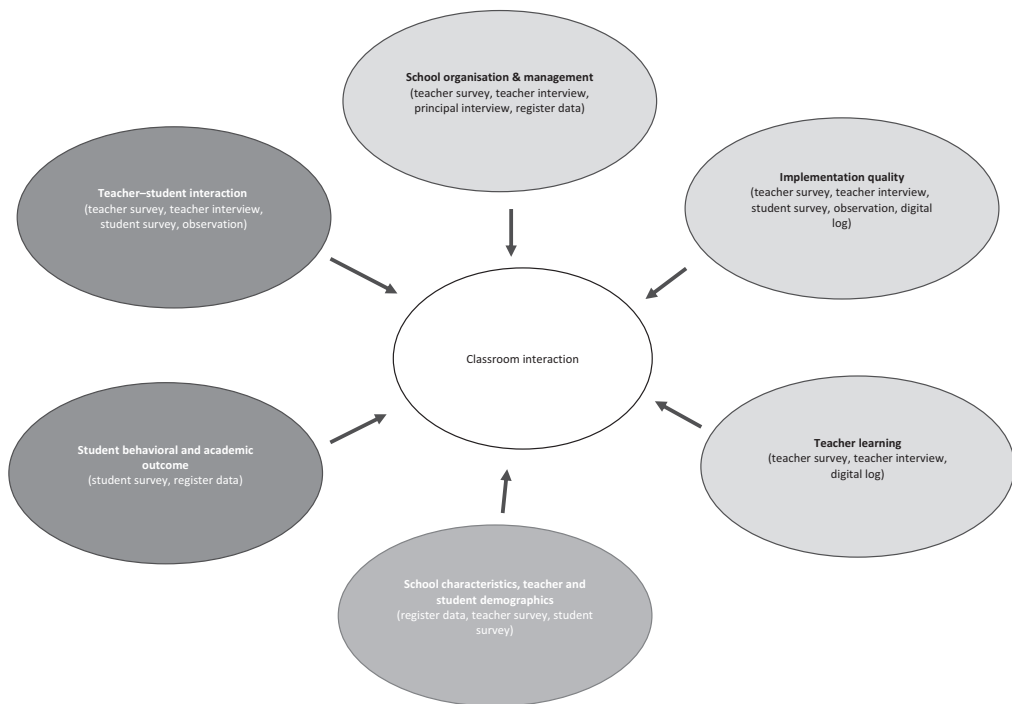 School organisation & management
(teacher survey, teacher interview,
principal interview, register data)
Teacher–student interaction
(teacher survey, teacher interview,
student survey, observation)
Implementation quality
(teacher survey, teacher interview,
student survey, observation, digital
log)
Classroom interaction
Student behavioral and academic
outcome
(student survey, register data)
Teacher learning
(teacher survey, teacher interview,
digital log)
School characteristics, teacher and
student demographics
(register data, teacher survey, student
survey)